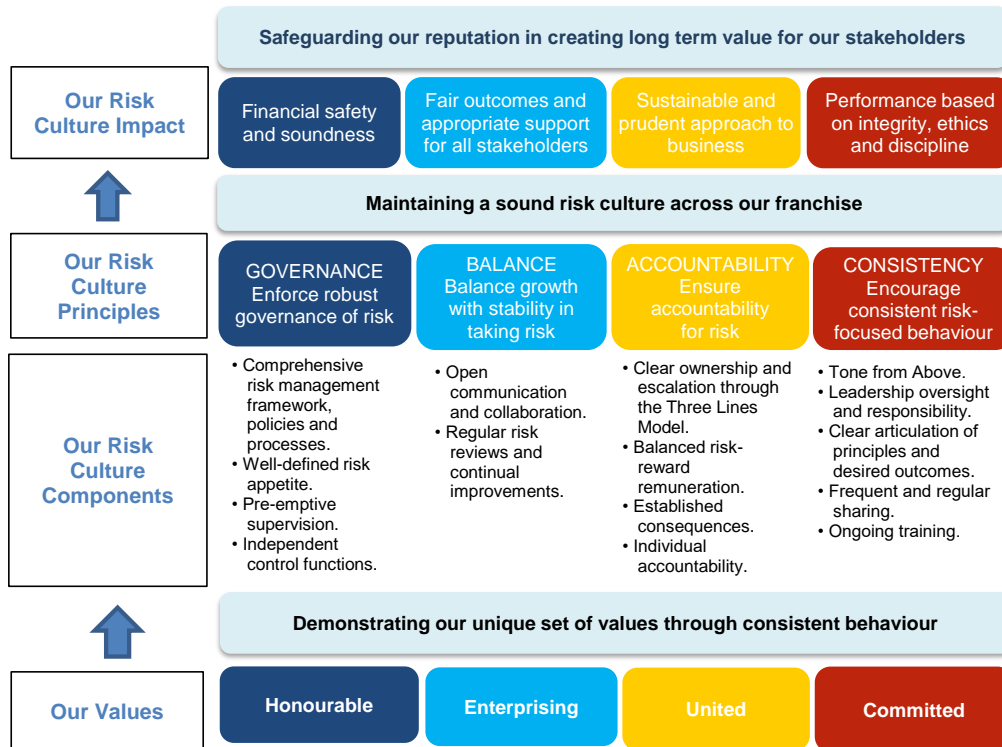 Safeguarding our reputation in creating long term value for our stakeholders
Our Risk
Culture Impact
Financial safety
and soundness
Fair outcomes and
appropriate support
for all stakeholders
Sustainable and
prudent approach to
business
Performance based
on integrity, ethics
and discipline
Maintaining a sound risk culture across our franchise
Our Risk
Culture
Principles
GOVERNANCE
Enforce robust
governance of risk
BALANCE
Balance growth
with stability in
taking risk
ACCOUNTABILITY
Ensure
accountability
for risk
CONSISTENCY
Encourage
consistent risk-
focused behaviour
Our Risk
Culture
Components
• Comprehensive
risk management
framework,
policies and
processes.
• Well-defined risk
appetite.
• Pre-emptive
supervision.
• Independent
control functions.
• Open
communication
and collaboration.
• Regular risk
reviews and
continual
improvements.
• Clear ownership and
escalation through
the Three Lines
Model.
• Balanced risk-
reward
remuneration.
• Established
consequences.
• Individual
accountability.
• Tone from Above.
• Leadership oversight
and responsibility.
• Clear articulation of
principles and
desired outcomes.
• Frequent and regular
sharing.
• Ongoing training.
Demonstrating our unique set of values through consistent behaviour
Our Values
Honourable
Enterprising
United
Committed